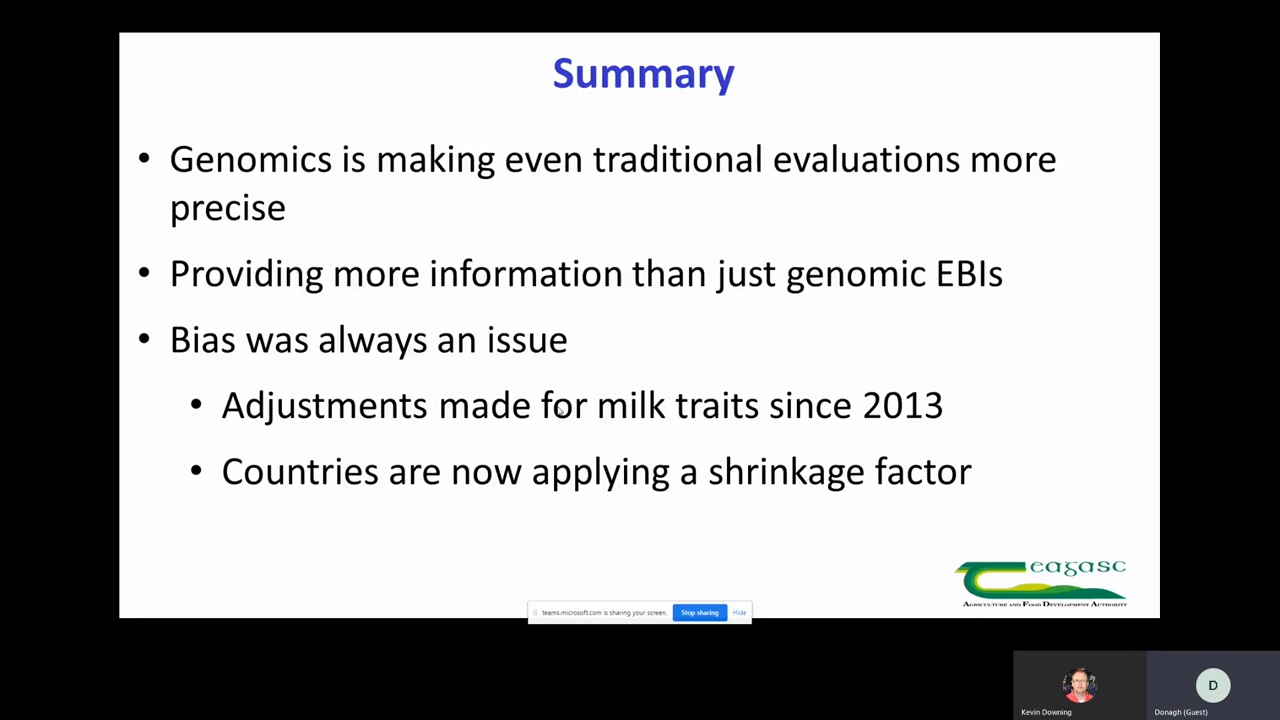 Summary
• Genomics is making even traditional evaluations more
precise
• Providing more information than just genomic EBIs
• Bias was always an issue
• Adjustments made for milk traits since 2013
• Countries are now applying a shrinkage factor
eagasc
AGRICULTURE AND FOOD DEVELOPMENT AUTHORITY
teams.microsoft.com is sharing your screen. Stop sharing Hide
D
Kevin Downing Donagh (Guest)